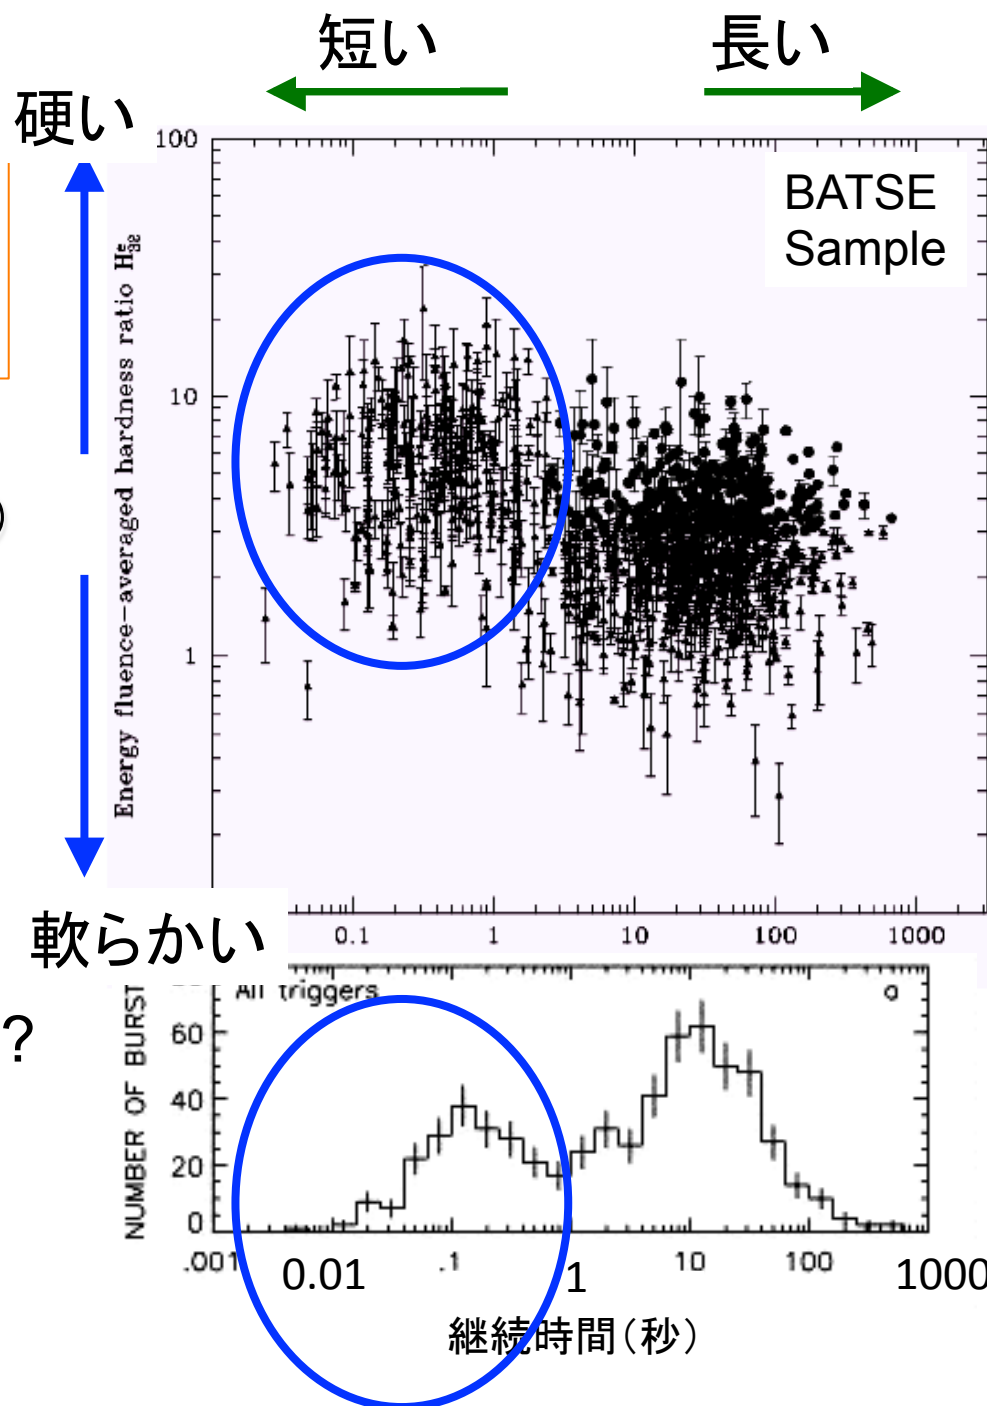 短い
長い
硬い
100
BATSE
Sample
Energy fluence-averaged hardness ratio
10
)
1
軟らかい
0.1
1
10
100
1000
?
All triggers
a
NUMBER OF BURST
60
40
20
0
.001
0.01
.1
1
10
100
1000
継続時間(秒)